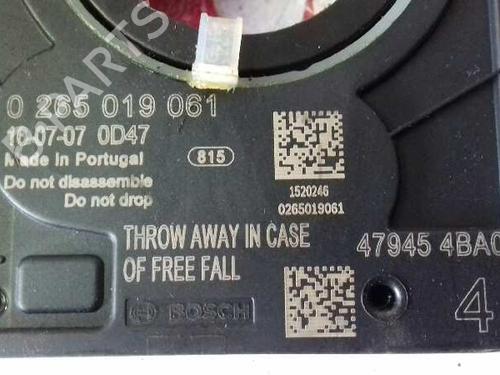 0 265 019 061
16-07-07 0D47
Made in Portugal
815
Do not disassemble
Do not drop
1520246
0265019061
THROW AWAY IN CASE
OF FREE FALL
47945 4BA0
4
BOSCH